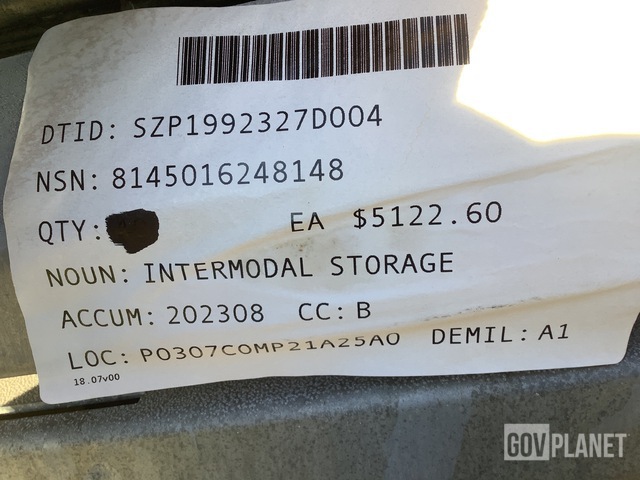 DTID: SZP1992327D004
NSN: 8145016248148
QTY: EA $5122.60
NOUN: INTERMODAL STORAGE
ACCUM: 202308 CC: B
LOC: P0307COMP21A25A0 DEMIL: A1
18.07v00
GOVPLANET